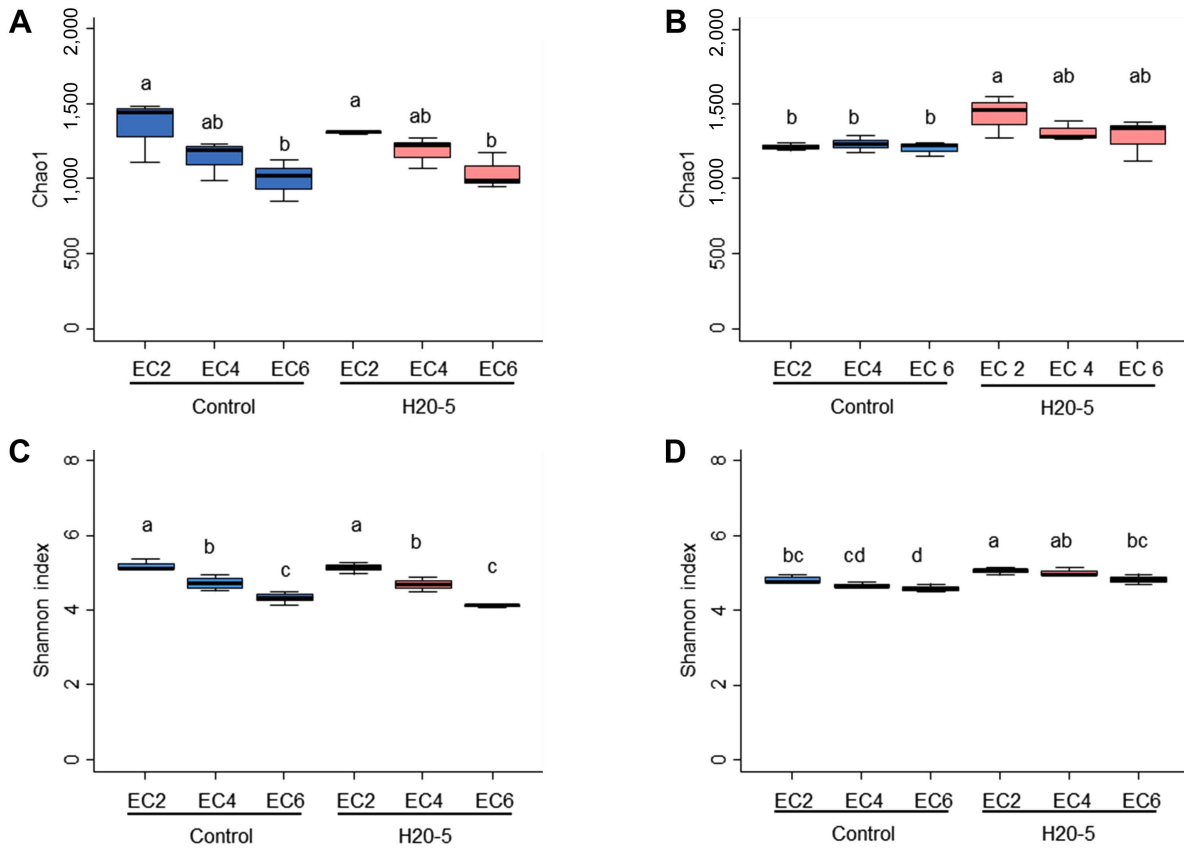 A
2,000
1,500
1,000
500
0
Chao1
a
ab
b
a
ab
b
EC2 EC4 EC6 EC2 EC4 EC6
Control H20-5
B
2,000
1,500
1,000
500
0
Chao1
b
b
b
a
ab
ab
EC2 EC4 EC 6 EC 2 EC 4 EC 6
Control H20-5
C
8
6
4
2
0
Shannon index
a
b
c
a
b
c
EC2 EC4 EC6 EC2 EC4 EC6
Control H20-5
D
8
6
4
2
0
Shannon index
bc
cd
d
a
ab
bc
EC2 EC4 EC6 EC2 EC4 EC6
Control H20-5